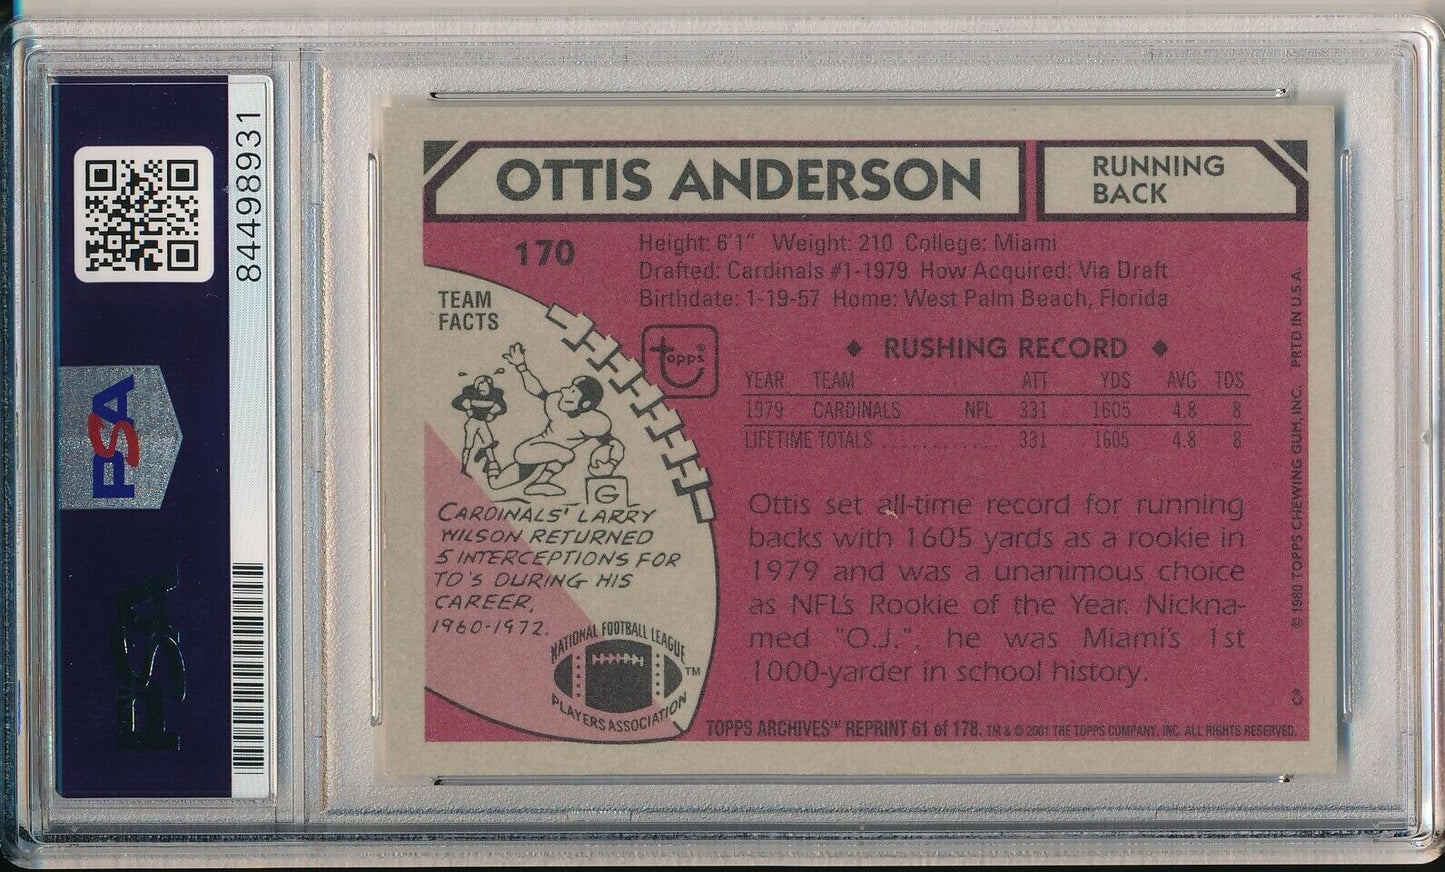 84498931
PSA
PSA
OTTIS ANDERSON
RUNNING
BACK
170
Height: 6'1" Weight: 210 College: Miami
Drafted: Cardinals #1-1979 How Acquired: Via Draft
Birthdate: 1-19-57 Home: West Palm Beach, Florida
TEAM
FACTS
topps®
◆ RUSHING RECORD ◆
YEAR TEAM ATT YDS AVG TDS
1979 CARDINALS NFL 331 1605 4.8 8
LIFETIME TOTALS . . . . . . . . . . . . 331 1605 4.8 8
G
CARDINALS' LARRY
WILSON RETURNED
5 INTERCEPTIONS FOR
TD'S DURING HIS
CAREER,
1960-1972.
NATIONAL FOOTBALL LEAGUE
PLAYERS ASSOCIATION
™
Ottis set all-time record for running
backs with 1605 yards as a rookie in
1979 and was a unanimous choice
as NFL's Rookie of the Year. Nickna-
med "O.J.", he was Miami's 1st
1000-yarder in school history.
TOPPS ARCHIVES™ REPRINT 61 of 178. TM & © 2001 THE TOPPS COMPANY, INC. ALL RIGHTS RESERVED.
© 1980 TOPPS CHEWING GUM, INC. PRTD IN U.S.A.